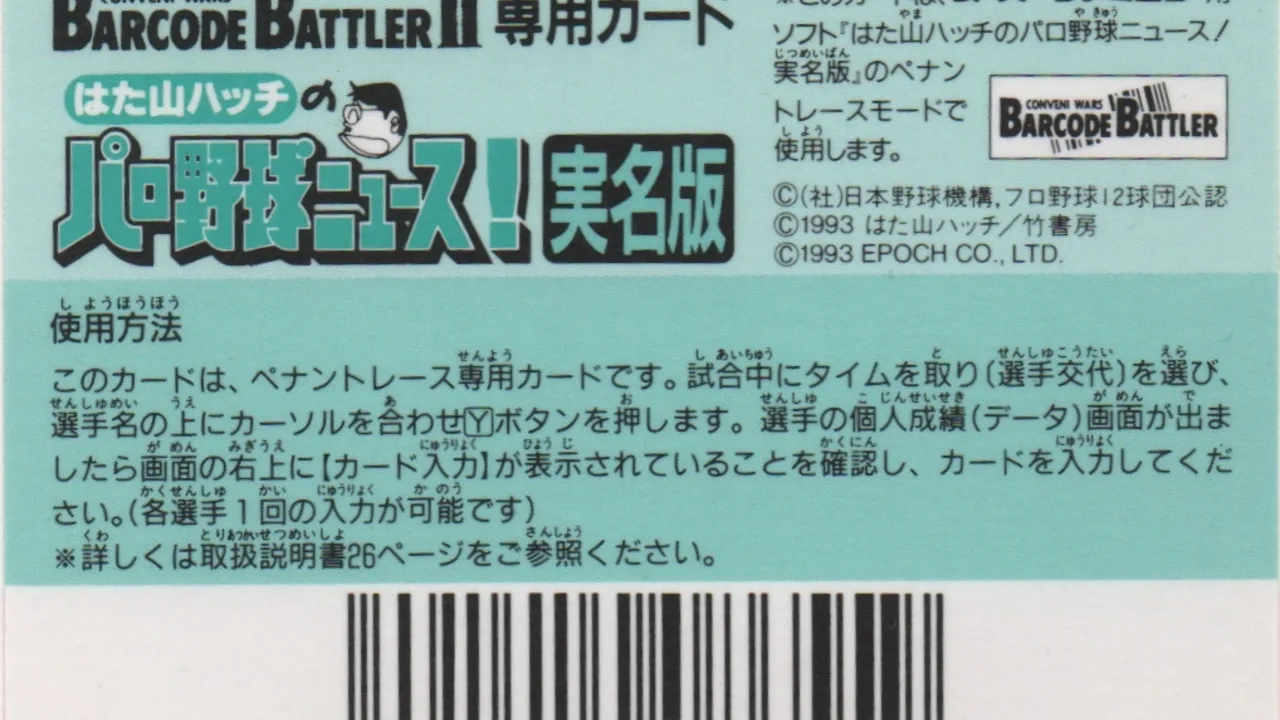 CONVENI WARS
BARCODE BATTLER II 専用カード
はた山ハッチの
パロ野球ニュース! 実名版
ソフト『はた山ハッチのパロ野球ニュース!
実名版』のペナン
トレースモードで
使用します。
CONVENI WARS
BARCODE BATTLER
©(社)日本野球機構,プロ野球12球団公認
©1993 はた山ハッチ/竹書房
©1993 EPOCH CO., LTD.
使用方法
このカードは、ペナントレース専用カードです。試合中にタイムを取り(選手交代)を選び、
選手名の上にカーソルを合わせYボタンを押します。選手の個人成績(データ)画面が出ま
したら画面の右上に【カード入力】が表示されていることを確認し、カードを入力してくだ
さい。(各選手1回の入力が可能です)
※詳しくは取扱説明書26ページをご参照ください。